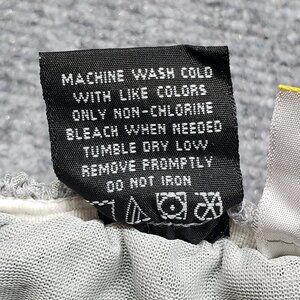 MACHINE WASH COLD
WITH LIKE COLORS
ONLY NON-CHLORINE
BLEACH WHEN NEEDED
TUMBLE DRY LOW
REMOVE PROMPTLY
DO NOT IRON